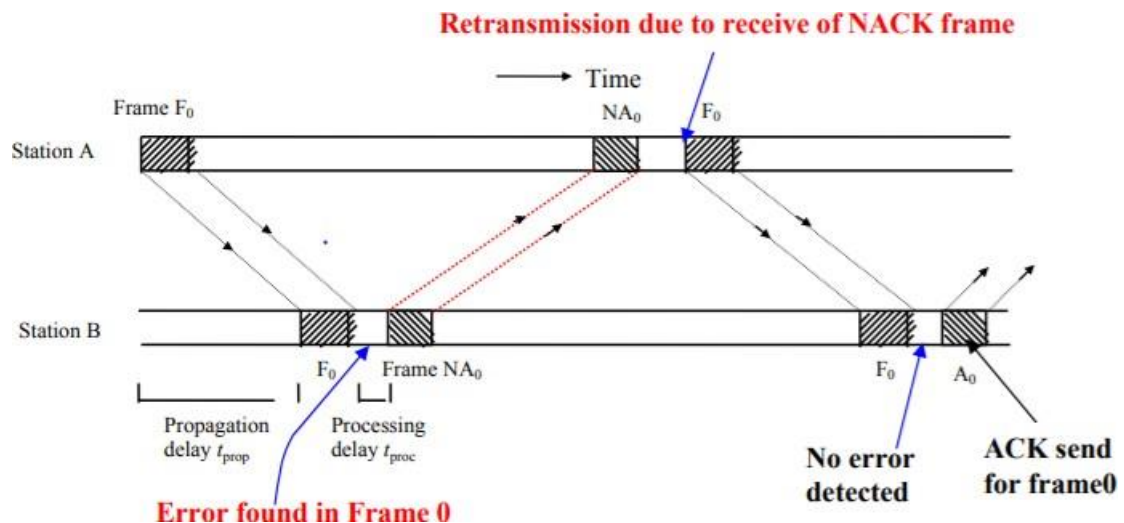 Retransmission due to receive of NACK frame
Time
Frame F₀
NA₀
F₀
Station A
Station B
F₀
Frame NA₀
F₀
A₀
Propagation
delay tprop
Processing
delay tproc
No error
detected
ACK send
for frame0
Error found in Frame 0